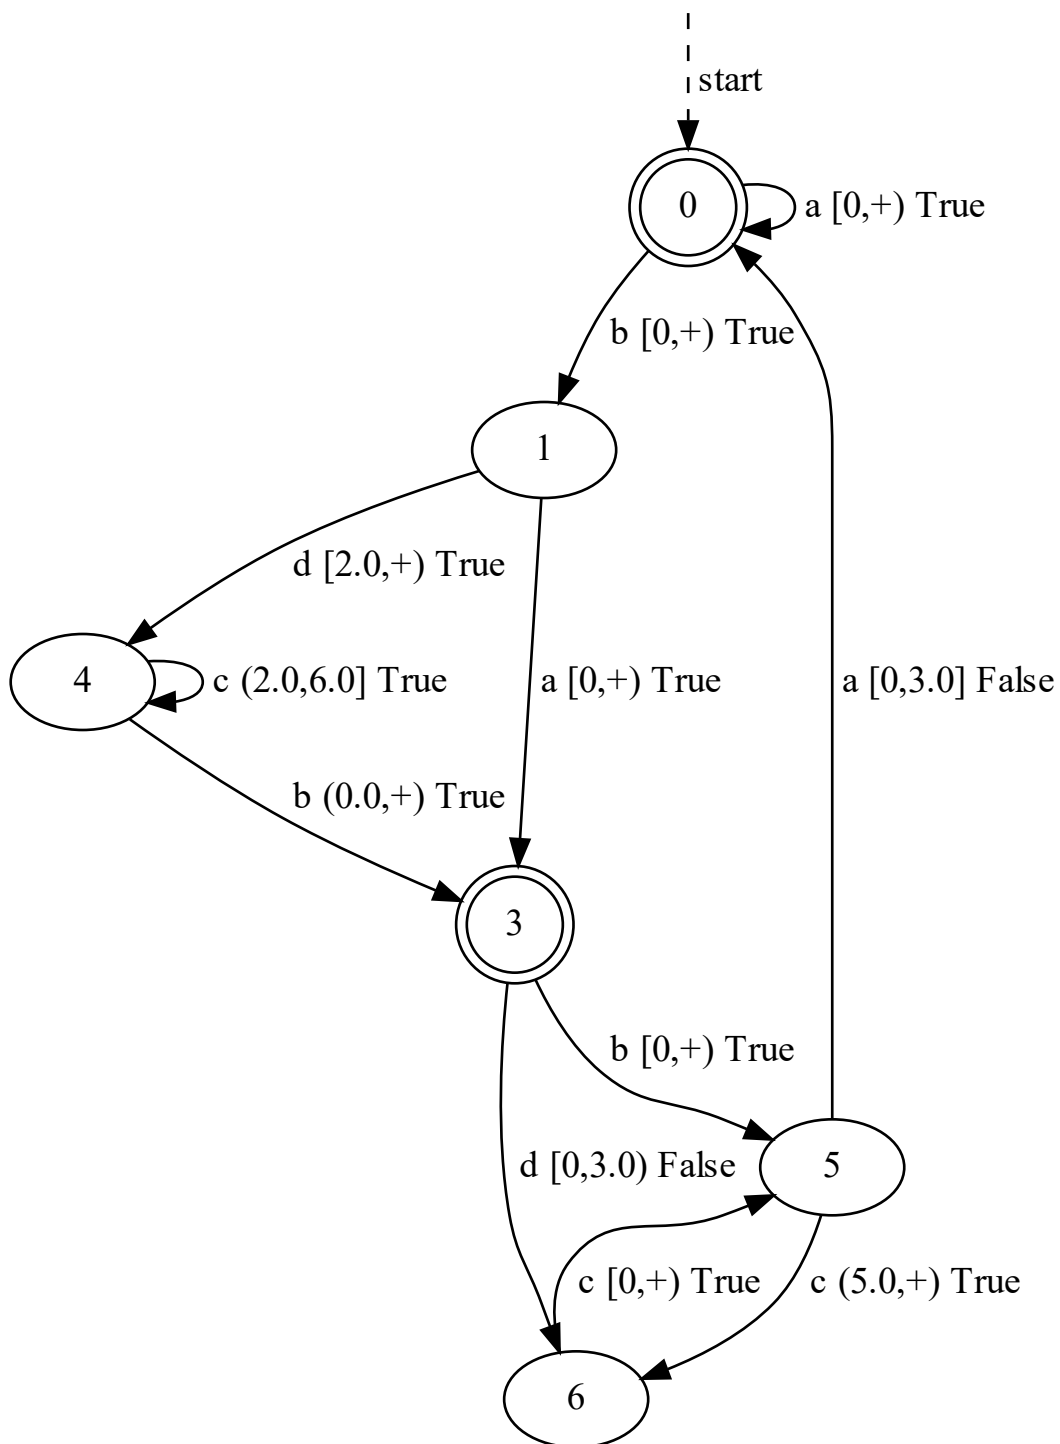 start
0
a [0,+) True
b [0,+) True
1
d [2.0,+) True
4
c (2.0,6.0] True
a [0,+) True
a [0,3.0] False
b (0.0,+) True
3
b [0,+) True
d [0,3.0) False
5
c [0,+) True
c (5.0,+) True
6